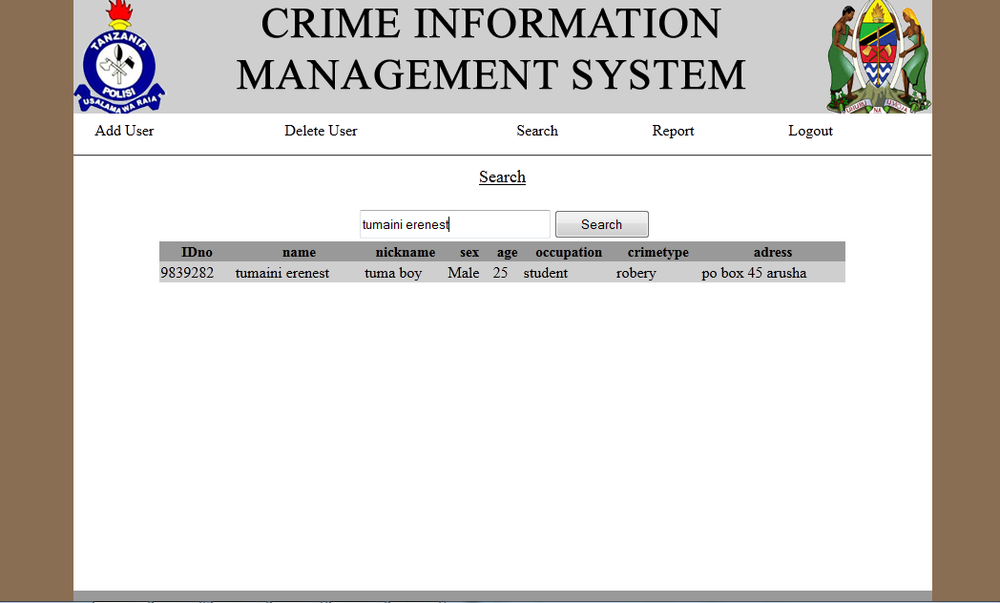 CRIME INFORMATION
MANAGEMENT SYSTEM
TANZANIA
POLISI
USALAMA WA RAIA
UHURU NA UMOJA
Add User Delete User Search Report Logout
Search
tumaini erenest Search
IDno name nickname sex age occupation crimetype adress
9839282 tumaini erenest tuma boy Male 25 student robery po box 45 arusha